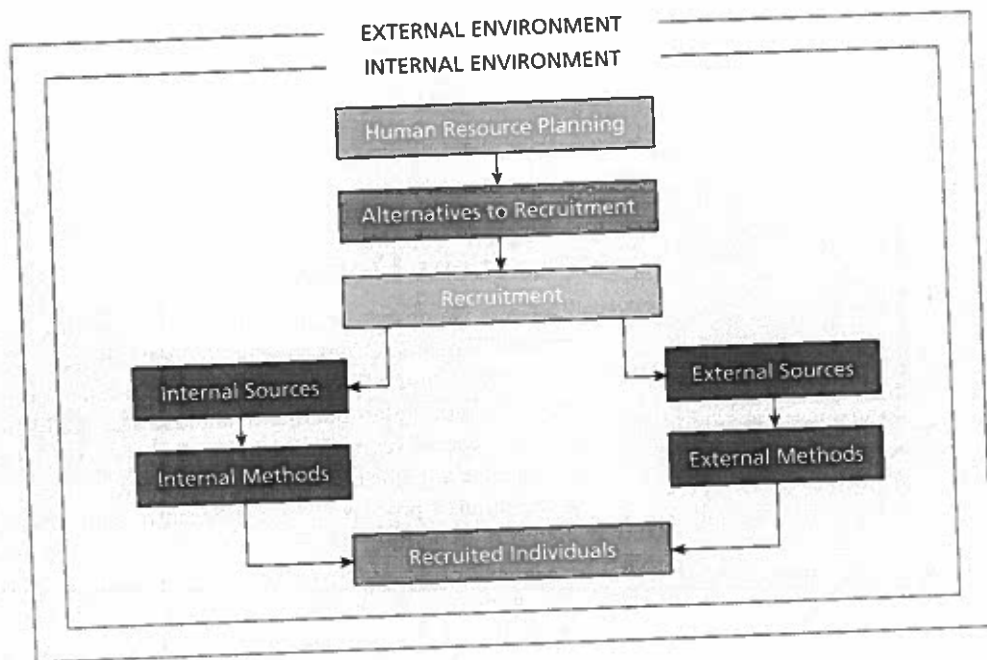 EXTERNAL ENVIRONMENT
INTERNAL ENVIRONMENT
Human Resource Planning
Alternatives to Recruitment
Recruitment
Internal Sources
External Sources
Internal Methods
External Methods
Recruited Individuals